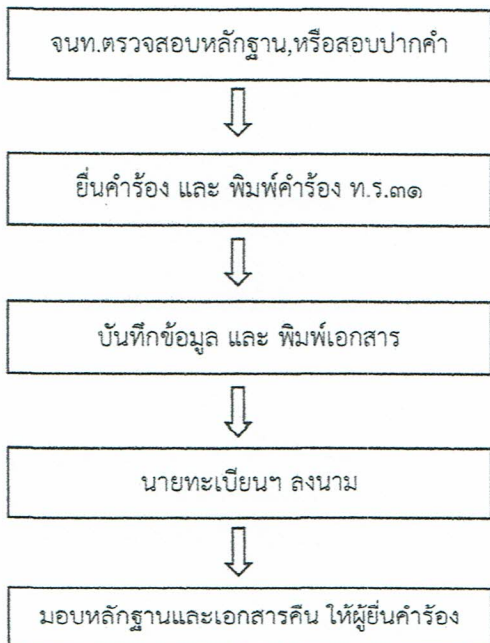 จนท.ตรวจสอบหลักฐาน,หรือสอบปากคำ
ยื่นคำร้อง และ พิมพ์คำร้อง ท.ร.๓๑
บันทึกข้อมูล และ พิมพ์เอกสาร
นายทะเบียนฯ ลงนาม
มอบหลักฐานและเอกสารคืน ให้ผู้ยื่นคำร้อง